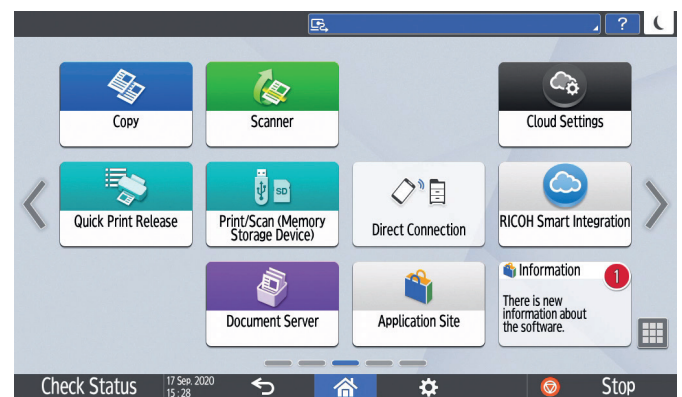 ?
Copy
Scanner
Cloud Settings
SD
Quick Print Release
Print/Scan (Memory
Storage Device)
Direct Connection
RICOH Smart Integration
Document Server
Application Site
Information
1
There is new
information about
the software.
Check Status
17 Sep. 2020
15 : 28
Stop